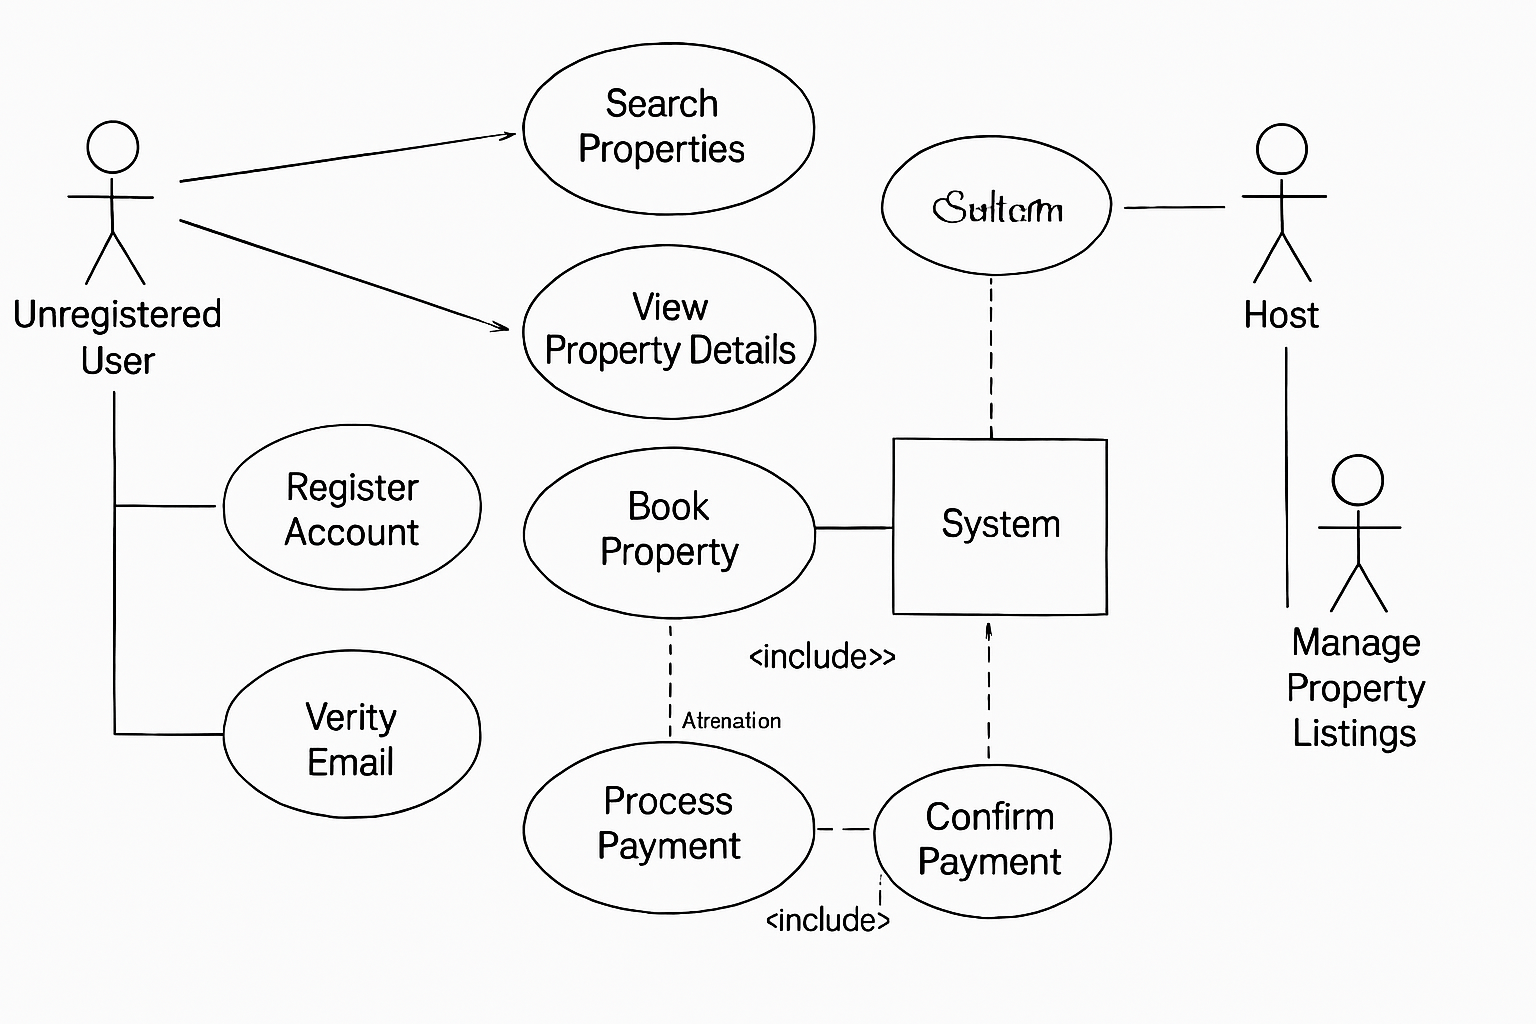 Search
Properties
Unregistered
User
View
Property Details
Host
Register
Account
Book
Property
System
Verity
Email
<include>>
Atrenation
Process
Payment
Confirm
Payment
<include>
Manage
Property
Listings